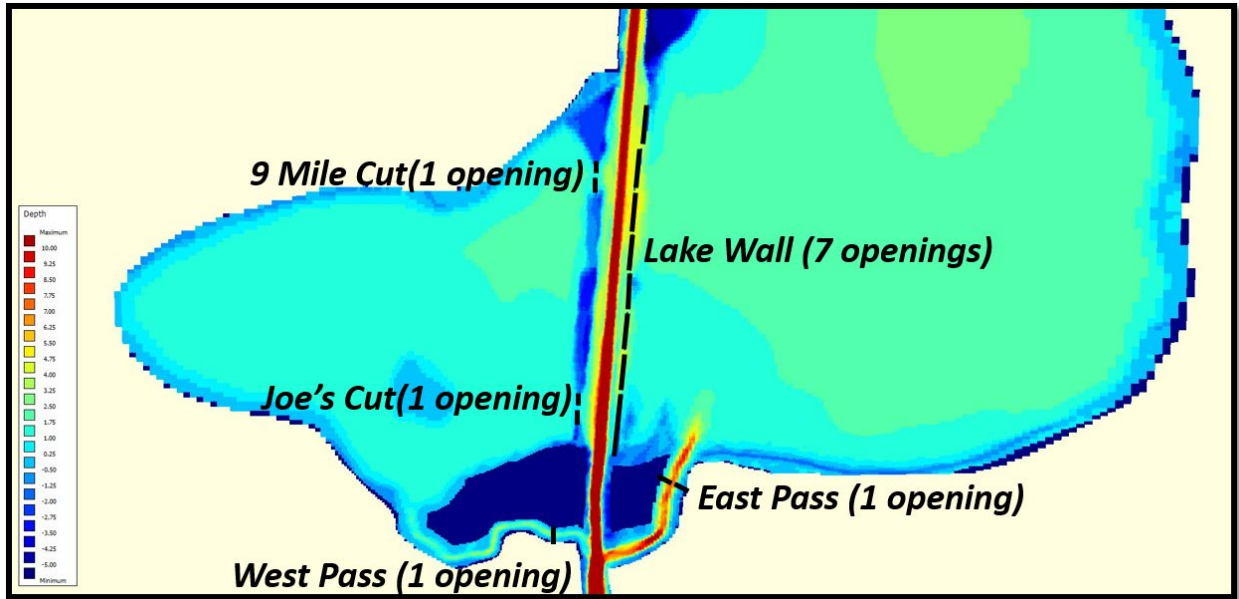 9 Mile Cut(1 opening)
Lake Wall (7 openings)
Joe's Cut(1 opening)
East Pass (1 opening)
West Pass (1 opening)
Depth
Maximum
10.00
9.25
8.50
7.75
7.00
6.25
5.50
4.75
4.00
3.25
2.50
1.75
1.00
0.25
-0.50
-1.25
-2.00
-2.75
-3.50
-4.25
-5.00
Minimum